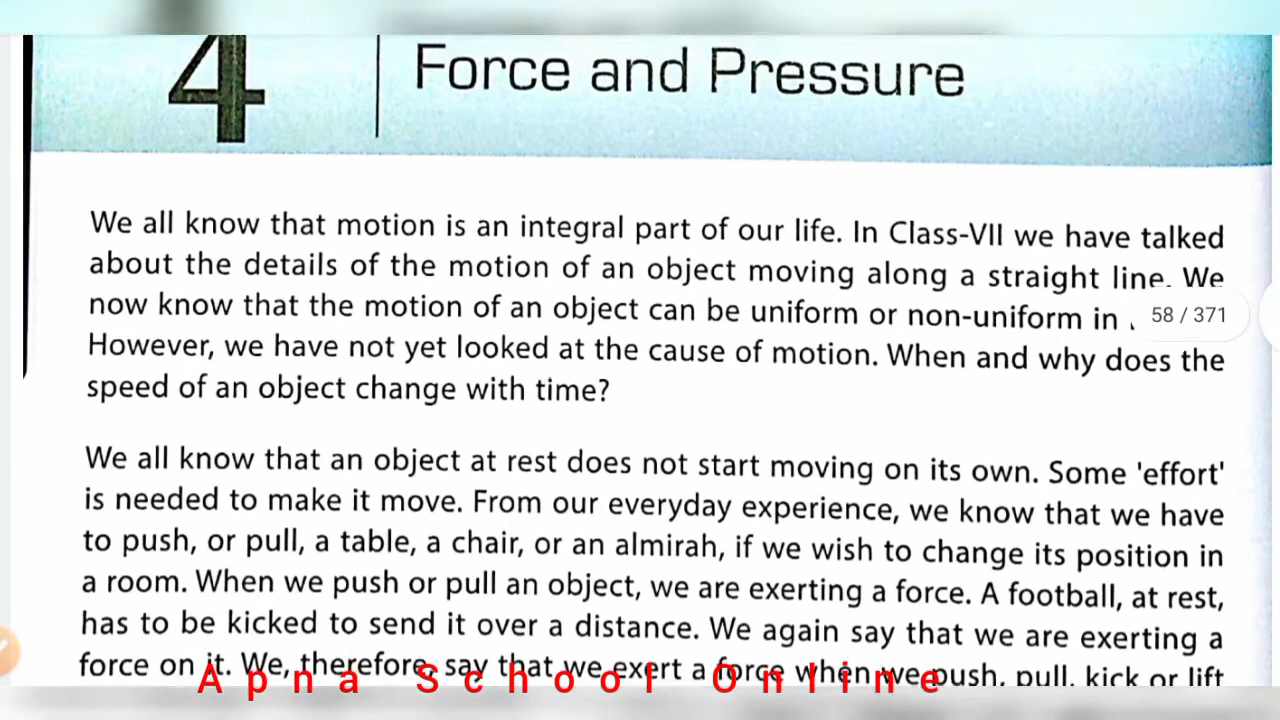 4
Force and Pressure
We all know that motion is an integral part of our life. In Class-VII we have talked
about the details of the motion of an object moving along a straight line. We
now know that the motion of an object can be uniform or non-uniform in
58 / 371
However, we have not yet looked at the cause of motion. When and why does the
speed of an object change with time?
We all know that an object at rest does not start moving on its own. Some 'effort'
is needed to make it move. From our everyday experience, we know that we have
to push, or pull, a table, a chair, or an almirah, if we wish to change its position in
a room. When we push or pull an object, we are exerting a force. A football, at rest,
has to be kicked to send it over a distance. We again say that we are exerting a
force on it. We, therefore, say that we exert a force when we push, pull, kick or lift
Apna School Online